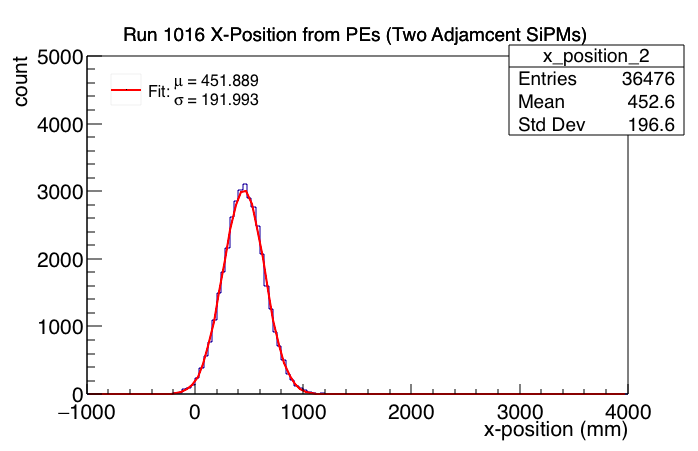 Run 1016 X-Position from PEs (Two Adjamcent SiPMs)
x_position_2
Entries 36476
Mean 452.6
Std Dev 196.6
Fit: μ = 451.889
σ = 191.993
count
5000
4000
3000
2000
1000
0
−1000 0 1000 2000 3000 4000
x-position (mm)